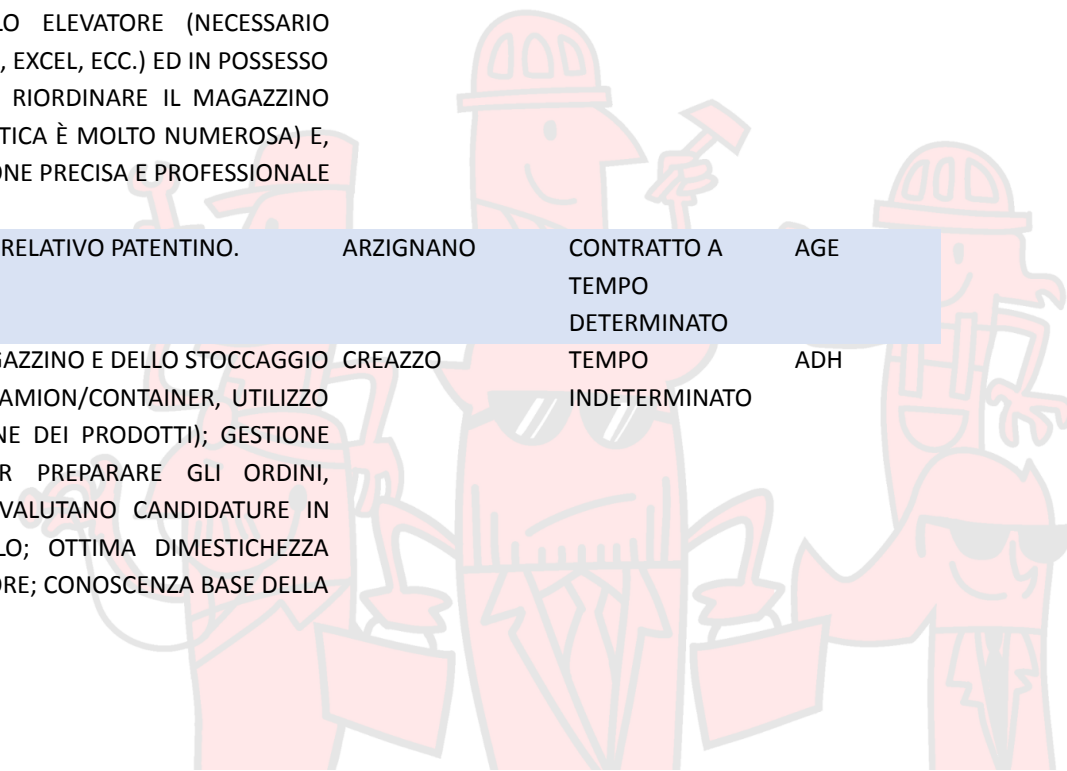 LO ELEVATORE (NECESSARIO
, EXCEL, ECC.) ED IN POSSESSO
RIORDINARE IL MAGAZZINO
TICA È MOLTO NUMEROSA) E,
ONE PRECISA E PROFESSIONALE
RELATIVO PATENTINO. ARZIGNANO CONTRATTO A AGE
TEMPO
DETERMINATO
GAZZINO E DELLO STOCCAGGIO CREAZZO TEMPO ADH
AMION/CONTAINER, UTILIZZO INDETERMINATO
NE DEI PRODOTTI); GESTIONE
R PREPARARE GLI ORDINI,
VALUTANO CANDIDATURE IN
LO; OTTIMA DIMESTICHEZZA
ORE; CONOSCENZA BASE DELLA